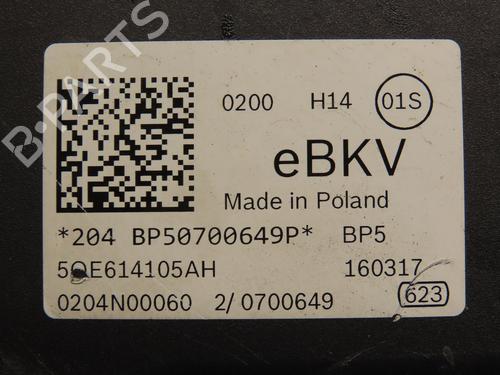 B-PARTS
0200 H14 01S
eBKV
Made in Poland
*204 BP50700649P* BP5
5QE614105AH 160317
0204N00060 2/ 0700649 623